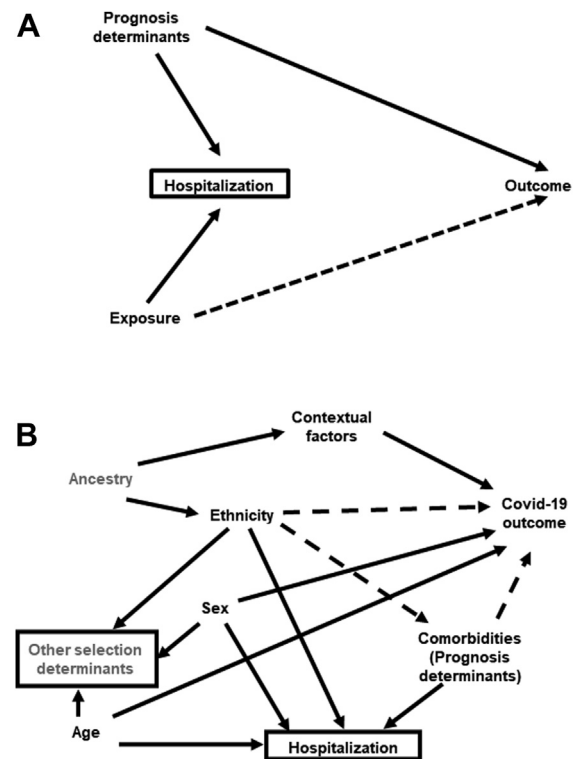 A
Prognosis
determinants
Hospitalization
Outcome
Exposure
B
Contextual
factors
Ancestry
Ethnicity
Covid-19
outcome
Sex
Other selection
determinants
Comorbidities
(Prognosis
determinants)
Age
Hospitalization